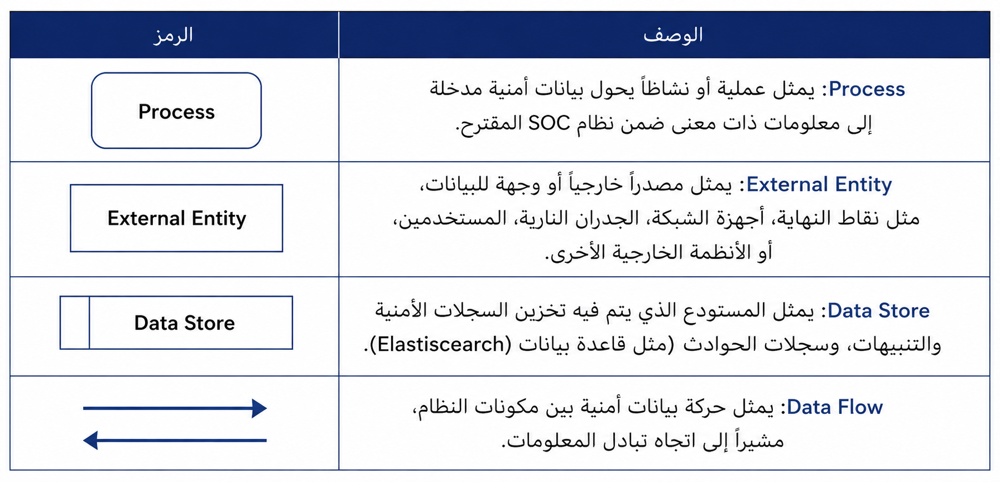 الوصف
الرمز
Process: يمثل عملية أو نشاظاً يحول بيانات أمنية مدخلة
إلى معلومات ذات معنى ضمن نظام SOC المقترح.
Process
External Entity: يمثل مصدراً خارجياً أو وجهة للبيانات،
مثل نقاط النهاية، أجهزة الشبكة، الجدران النارية، المستخدمين،
أو الأنظمة الخارجية الأخرى.
External Entity
Data Store: يمثل المستودع الذي يتم فيه تخزين السجلات الأمنية
والتنبيهات، وسجلات الحوادث (مثل قاعدة بيانات (Elastiscearch).
Data Store
Data Flow: يمثل حركة بيانات أمنية بين مكونات النظام،
مشيراً إلى اتجاه تبادل المعلومات.